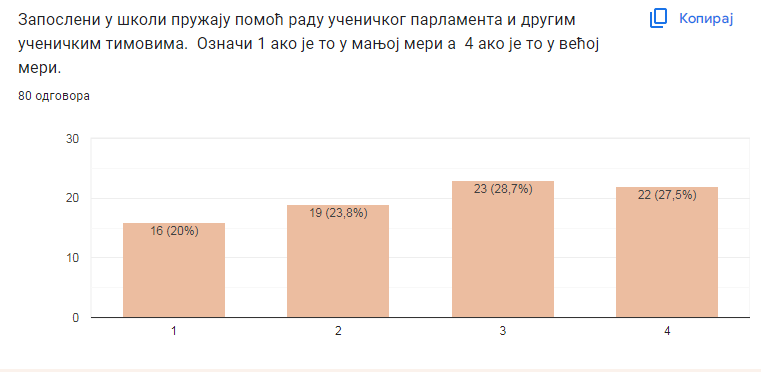 Запослени у школи пружају помоћ раду ученичког парламента и другим
ученичким тимовима.  Означи 1 ако је то у мањој мери а  4 ако је то у већој
мери.
Копирај
80 одговора
30
20
10
0
16 (20%)
19 (23,8%)
23 (28,7%)
22 (27,5%)
1
2
3
4